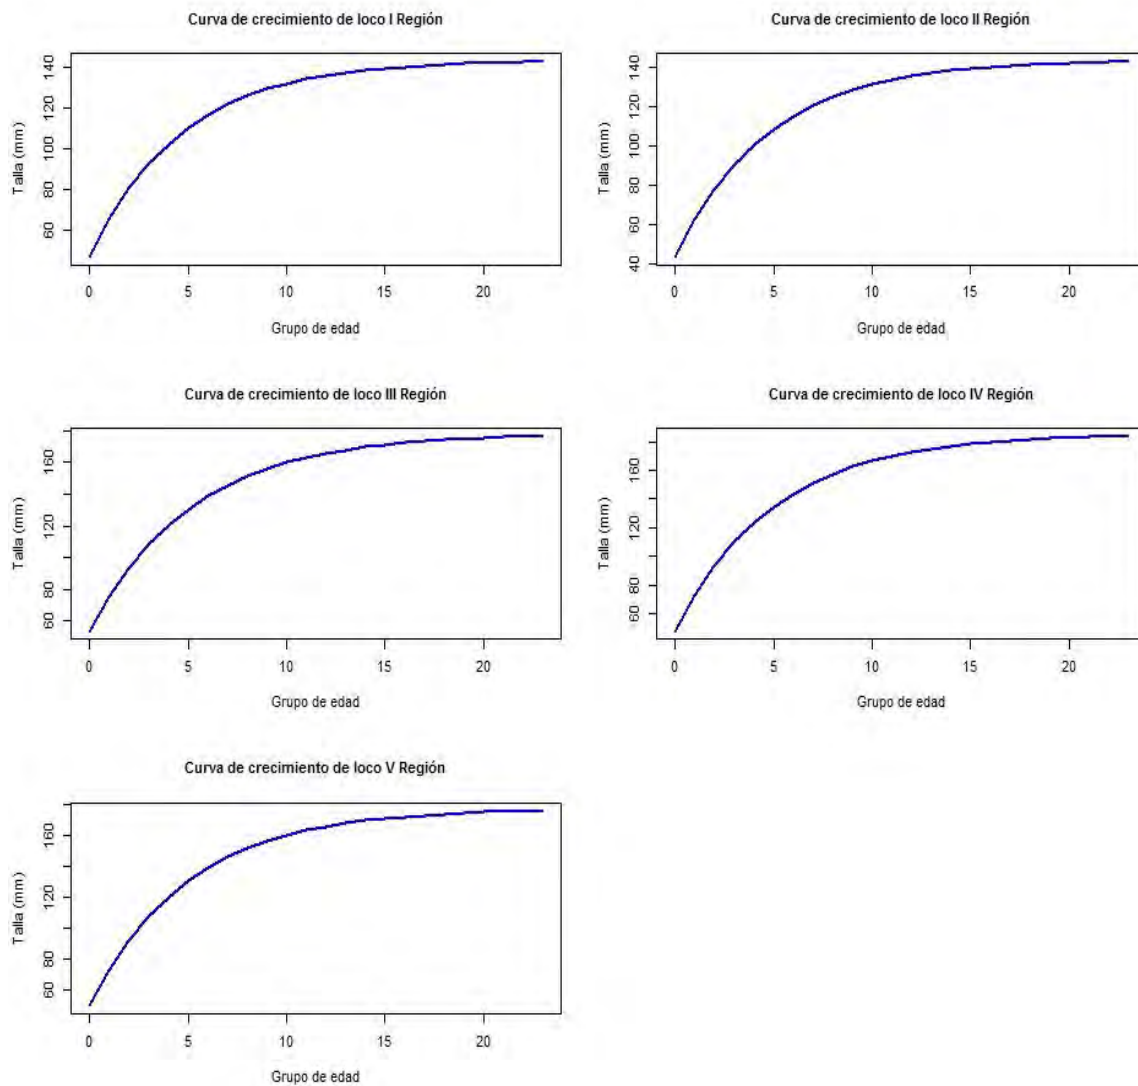 Curva de crecimiento de loco I Región
Talla (mm)
140
120
100
80
60
0 5 10 15 20
Grupo de edad
Curva de crecimiento de loco II Región
Talla (mm)
140
120
100
80
60
40
0 5 10 15 20
Grupo de edad
Curva de crecimiento de loco III Región
Talla (mm)
160
120
80
60
0 5 10 15 20
Grupo de edad
Curva de crecimiento de loco IV Región
Talla (mm)
160
120
80
60
0 5 10 15 20
Grupo de edad
Curva de crecimiento de loco V Región
Talla (mm)
160
120
80
60
0 5 10 15 20
Grupo de edad